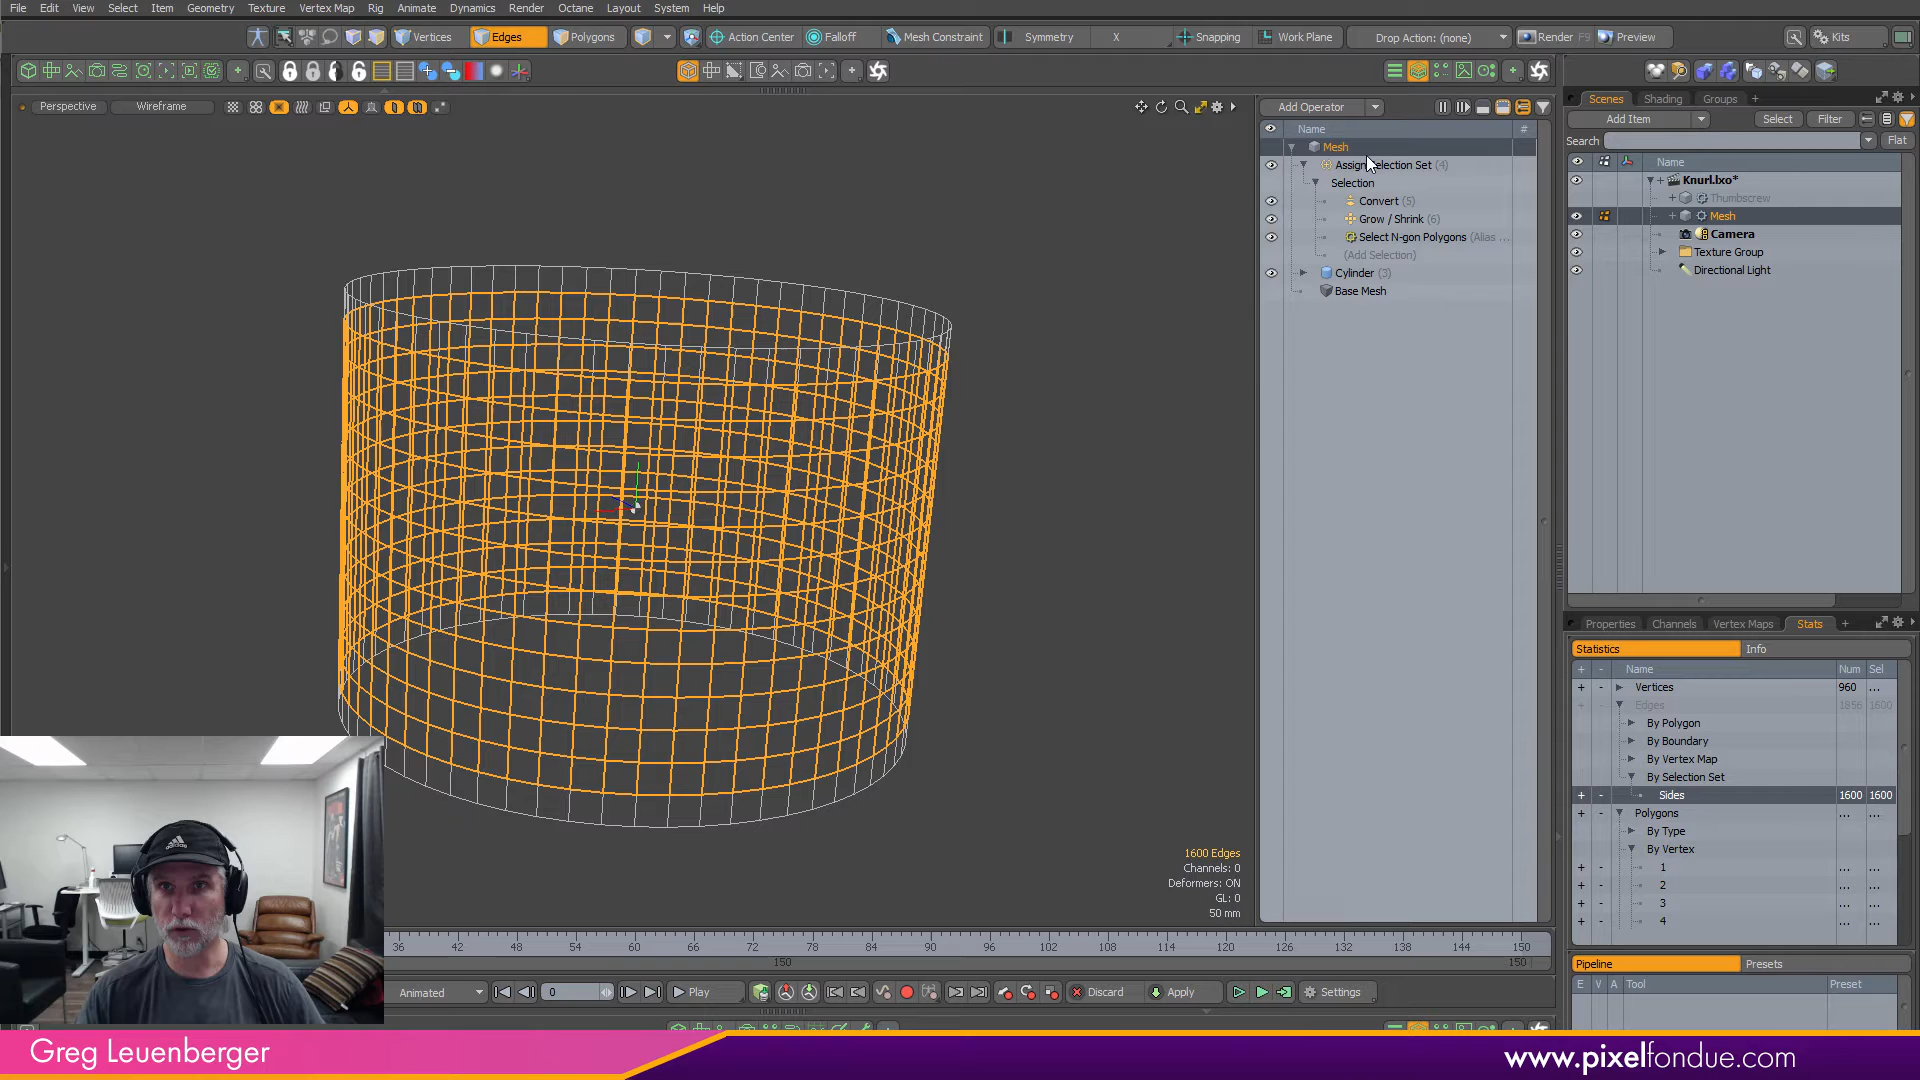 File Edit View Select Item Geometry Texture Vertex Map Rig Animate Dynamics Render Octane Layout System Help
Vertices Edges Polygons Action Center Falloff Mesh Constraint Symmetry X Snapping Work Plane Drop Action: (none) Render F9 Preview Kits
Perspective Wireframe
Add Operator
Name #
Mesh
Assign Selection Set (4)
Selection
Convert (5)
Grow / Shrink (6)
Select N-gon Polygons (Alias ...
(Add Selection)
Cylinder (3)
Base Mesh
Scenes Shading Groups +
Add Item Select Filter
Search Flat
Name
Knurl.lxo*
Thumbscrew
Mesh
Camera
Texture Group
Directional Light
Properties Channels Vertex Maps Stats +
Statistics Info
+ - Name Num Sel
+ - Vertices 960 ...
+ - Edges 1856 1600
By Polygon
By Boundary
By Vertex Map
By Selection Set
+ - Sides 1600 1600
+ - Polygons ... ...
By Type
By Vertex
+ - 1 ... ...
+ - 2 ... ...
+ - 3 ... ...
+ - 4 ... ...
Pipeline Presets
E V A Tool Preset
1600 Edges
Channels: 0
Deformers: ON
GL: 0
50 mm
36 42 48 54 60 66 72 78 84 90 96 102 108 114 120 126 132 138 144 150
150 150
Animated 0 Play Discard Apply Settings
adidas
Greg Leuenberger
www.pixelfondue.com